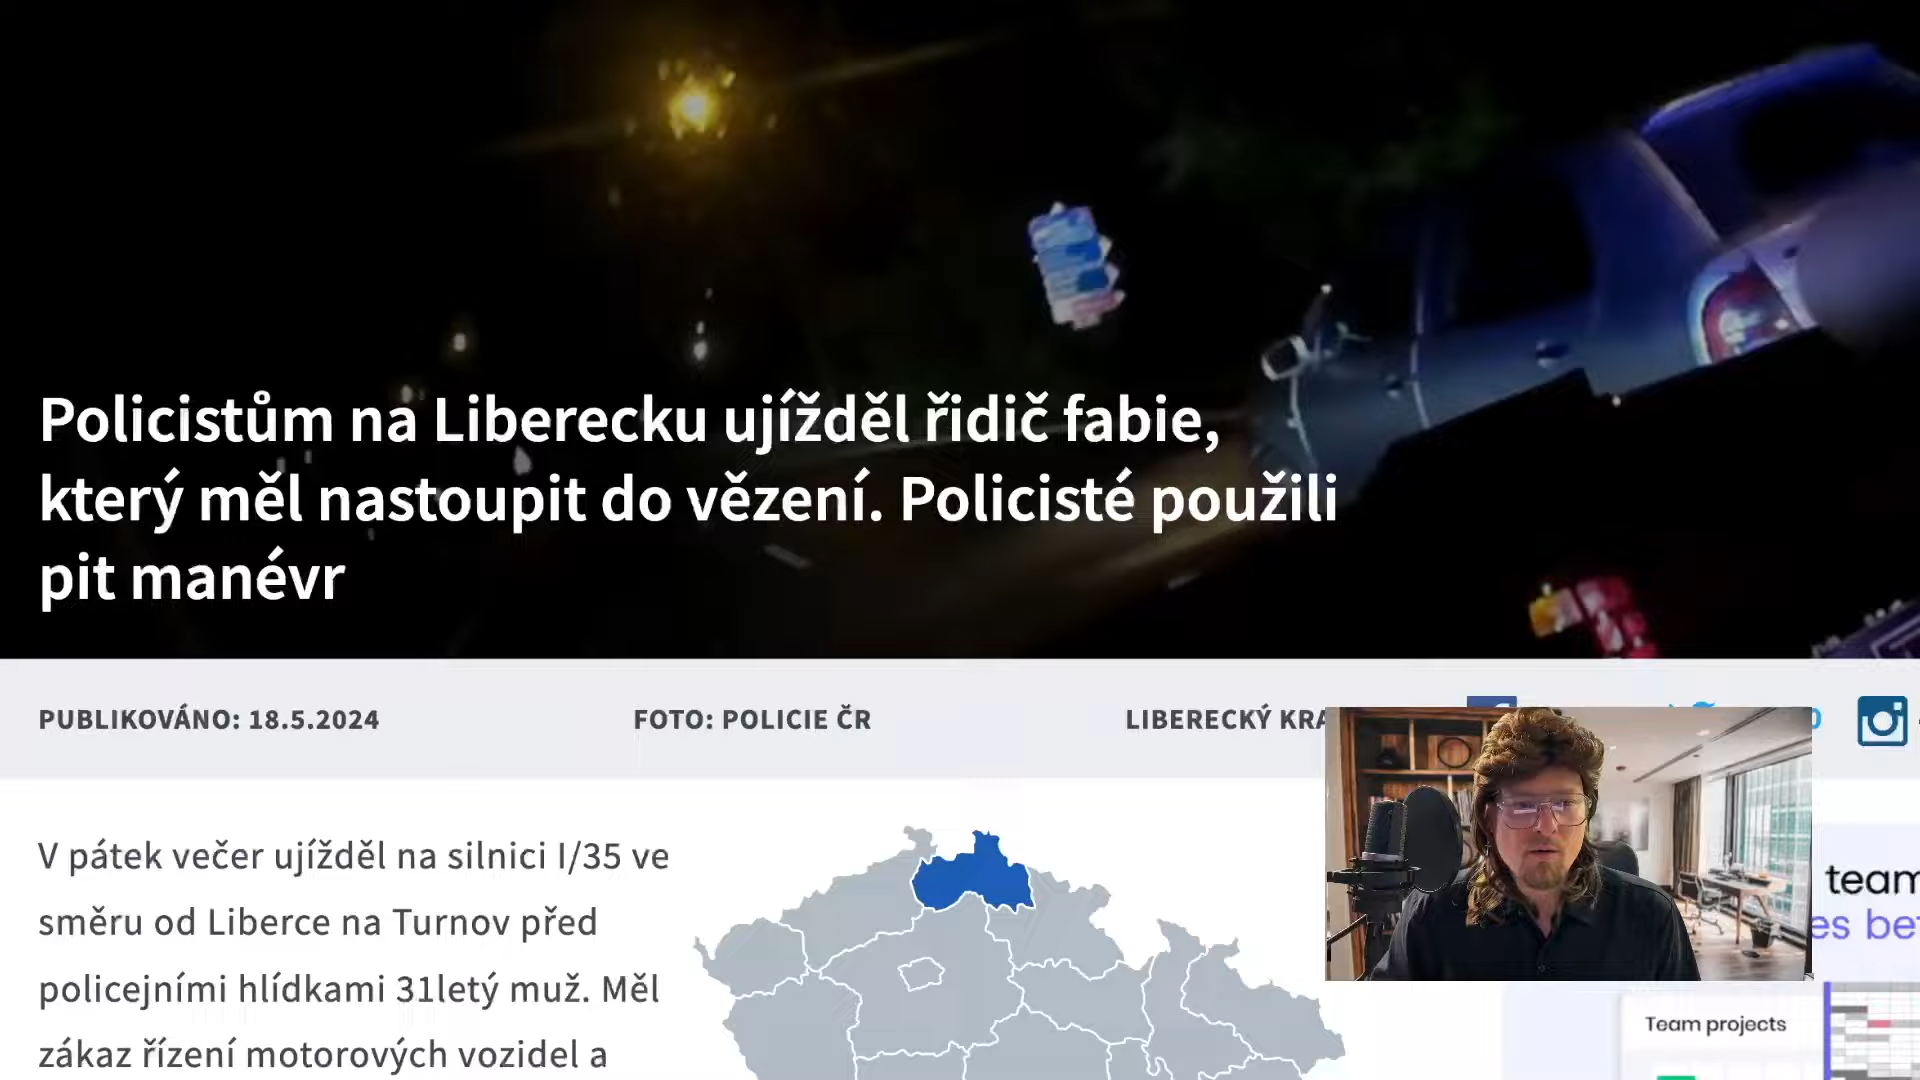 Policistům na Liberecku ujížděl řidič fabie,
který měl nastoupit do vězení. Policisté použili
pit manévr
PUBLIKOVÁNO: 18.5.2024
FOTO: POLICIE ČR
LIBERECKÝ KRA
V pátek večer ujížděl na silnici I/35 ve
směru od Liberce na Turnov před
policejními hlídkami 31letý muž. Měl
zákaz řízení motorových vozidel a
team
es be
Team projects